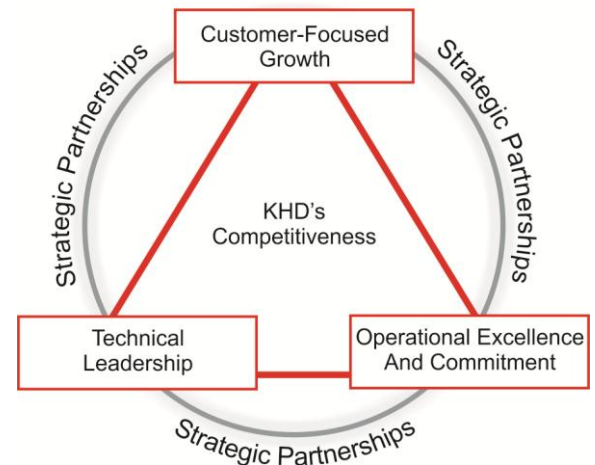 Customer-Focused
Growth
Strategic Partnerships
Strategic Partnerships
KHD's
Competitiveness
Technical
Leadership
Operational Excellence
And Commitment
Strategic Partnerships